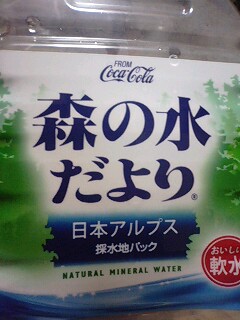 FROM
Coca-Cola
森の水
だより®
日本アルプス
採水地パック
NATURAL MINERAL WATER
おいしい
軟水